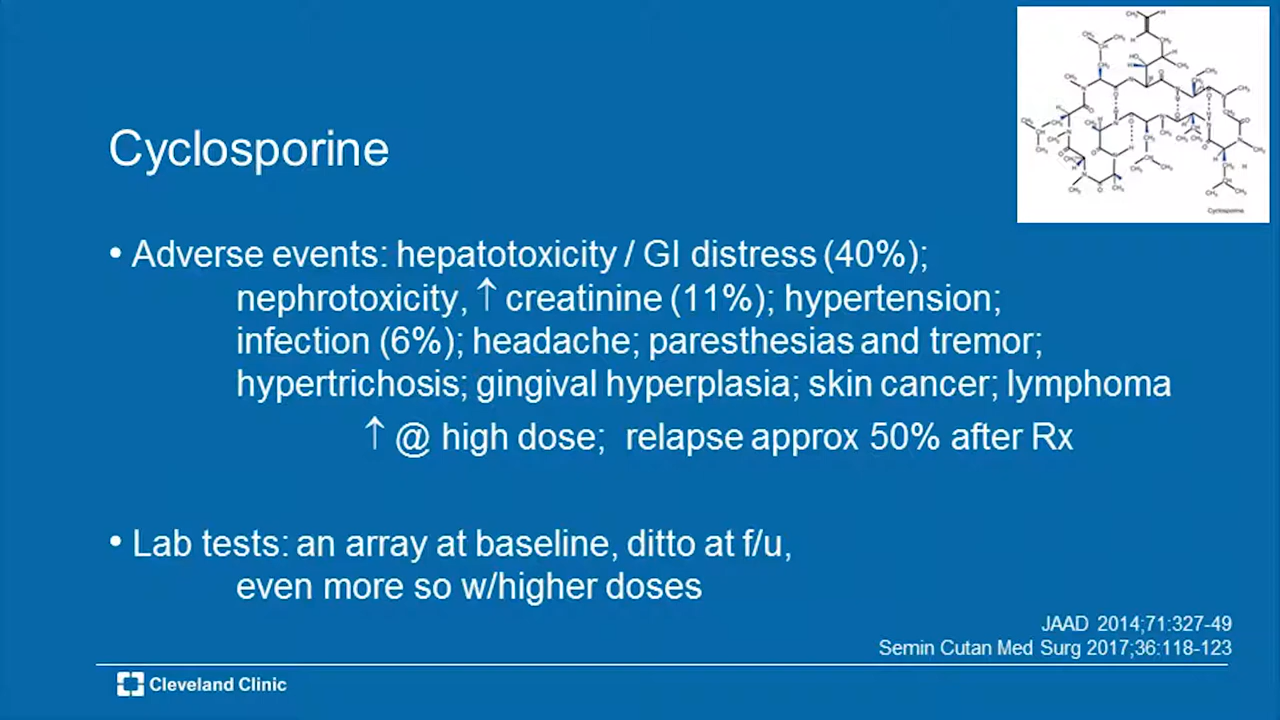 Cyclosporine
Cyclosporine
• Adverse events: hepatotoxicity / GI distress (40%);
nephrotoxicity, ↑ creatinine (11%); hypertension;
infection (6%); headache; paresthesias and tremor;
hypertrichosis; gingival hyperplasia; skin cancer; lymphoma
↑ @ high dose; relapse approx 50% after Rx
• Lab tests: an array at baseline, ditto at f/u,
even more so w/higher doses
JAAD 2014;71:327-49
Semin Cutan Med Surg 2017;36:118-123
Cleveland Clinic